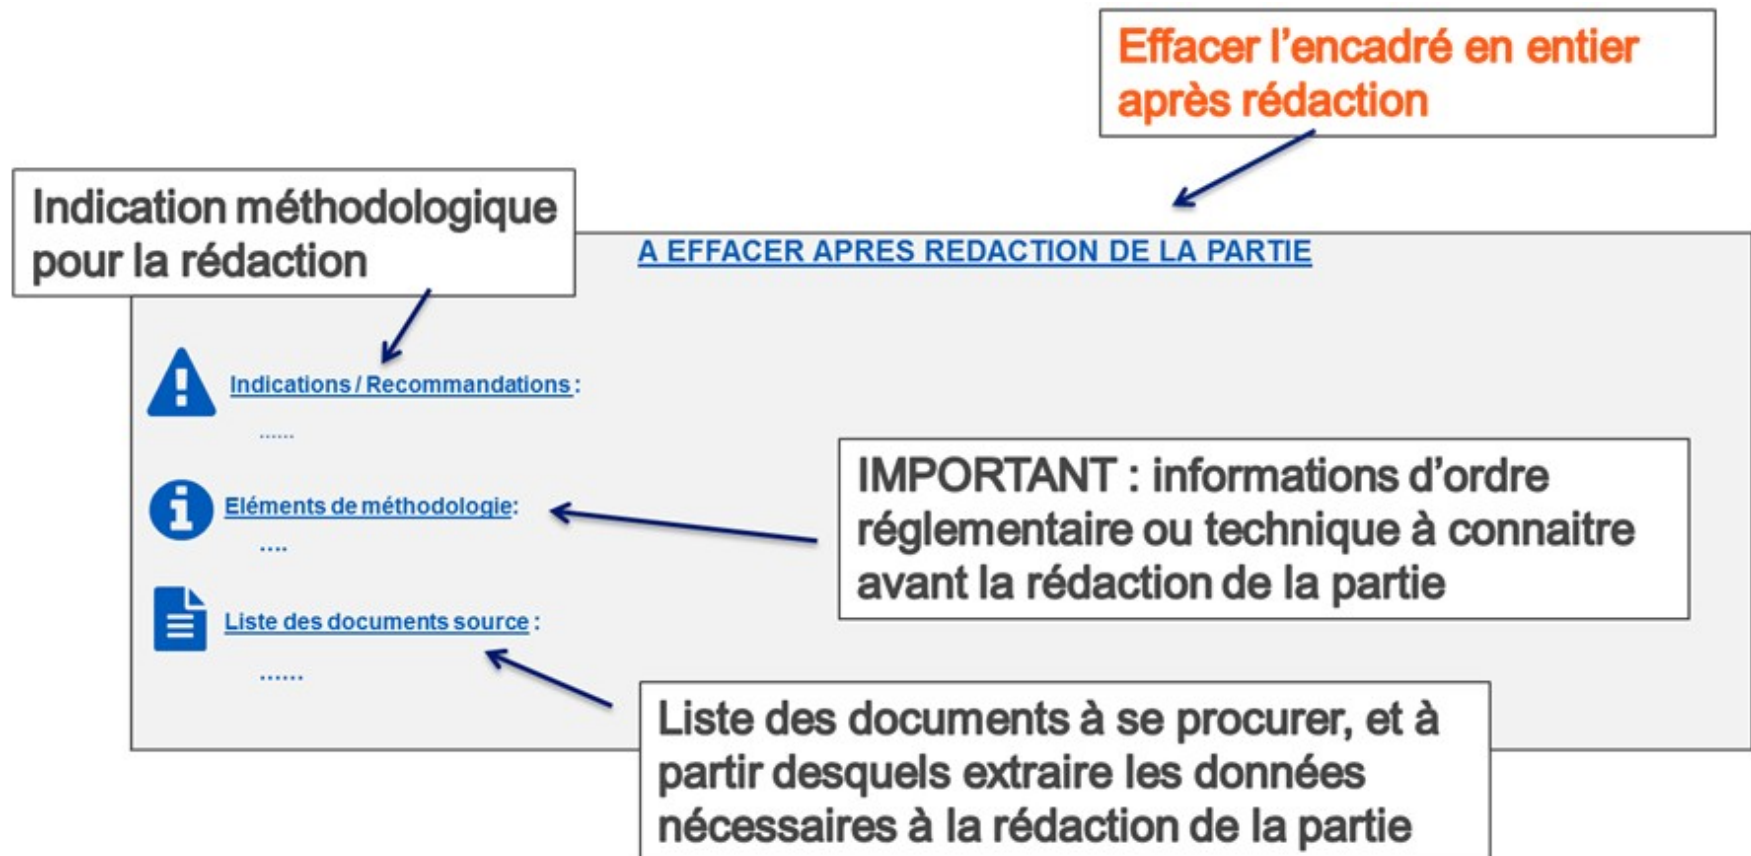 Effacer l’encadré en entier
après rédaction
Indication méthodologique
pour la rédaction
A EFFACER APRES REDACTION DE LA PARTIE
Indications / Recommandations :
......
IMPORTANT : informations d’ordre
réglementaire ou technique à connaitre
avant la rédaction de la partie
Eléments de méthodologie:
....
Liste des documents source :
......
Liste des documents à se procurer, et à
partir desquels extraire les données
nécessaires à la rédaction de la partie